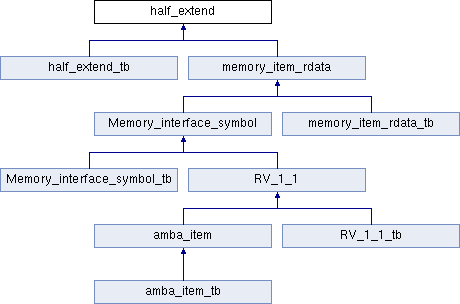 half_extend
half_extend_tb
memory_item_rdata
Memory_interface_symbol
memory_item_rdata_tb
Memory_interface_symbol_tb
RV_1_1
amba_item
RV_1_1_tb
amba_item_tb